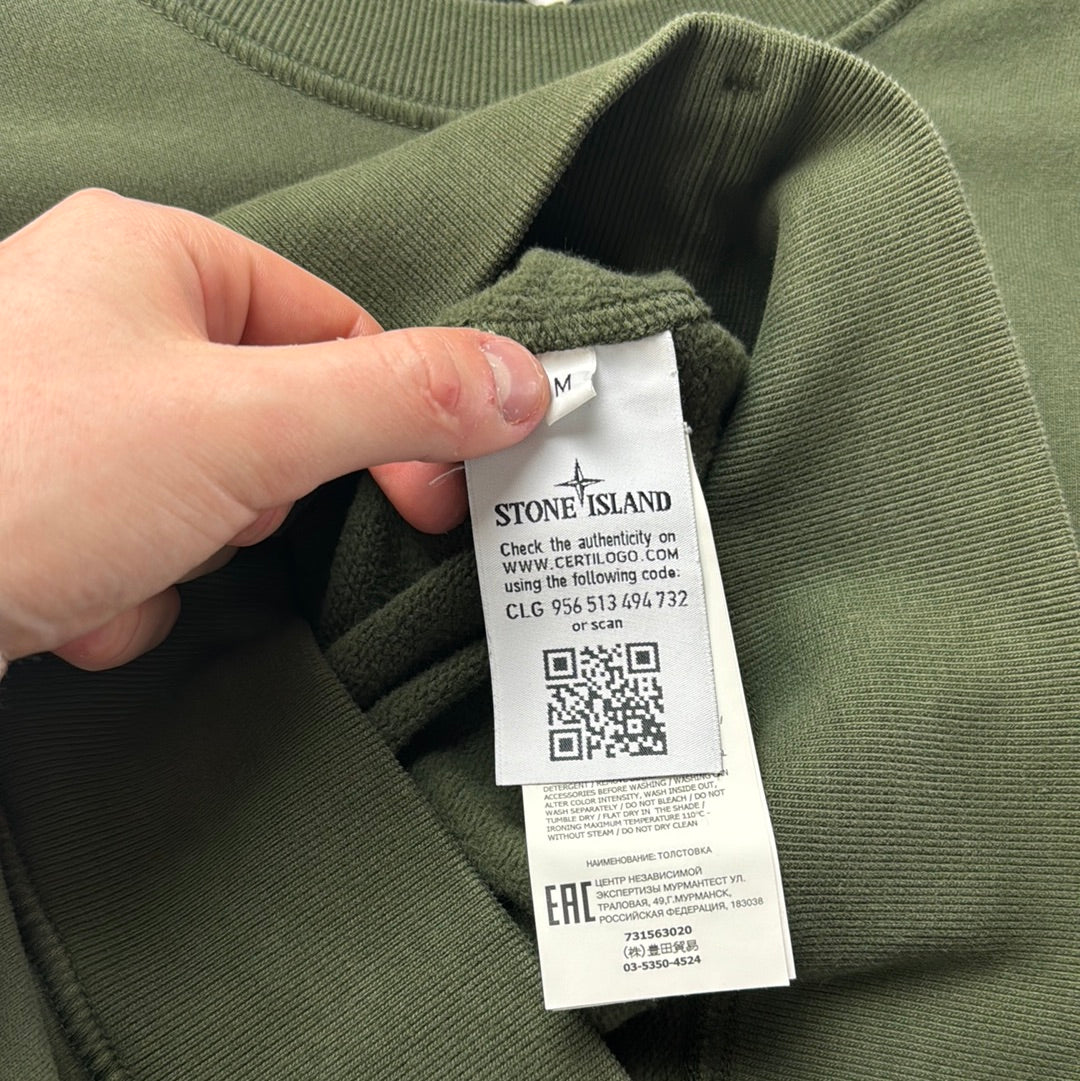 M
STONE ISLAND
Check the authenticity on
WWW.CERTILOGO.COM
using the following code:
CLG 956 513 494 732
or scan
DETERGENT / REMOVE
ACCESSORIES BEFORE WASHING / WASHING CAN
ALTER COLOR INTENSITY, WASH INSIDE OUT,
WASH SEPARATELY / DO NOT BLEACH / DO NOT
TUMBLE DRY / FLAT DRY IN THE SHADE /
IRONING MAXIMUM TEMPERATURE 110°C -
WITHOUT STEAM / DO NOT DRY CLEAN
НАИМЕНОВАНИЕ: ТОЛСТОВКА
EAC
ЦЕНТР НЕЗАВИСИМОЙ
ЭКСПЕРТИЗЫ МУРМАНТЕСТ УЛ.
ТРАЛОВАЯ, 49,Г.МУРМАНСК,
РОССИЙСКАЯ ФЕДЕРАЦИЯ, 183038
731563020
(株)豊田貿易
03-5350-4524